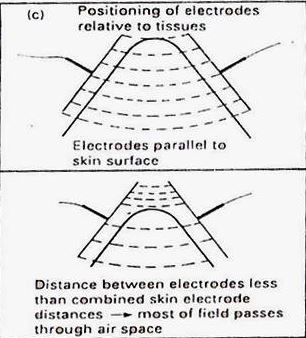 (c) Positioning of electrodes
relative to tissues
Electrodes parallel to
skin surface
Distance between electrodes less
than combined skin electrode
distances → most of field passes
through air space